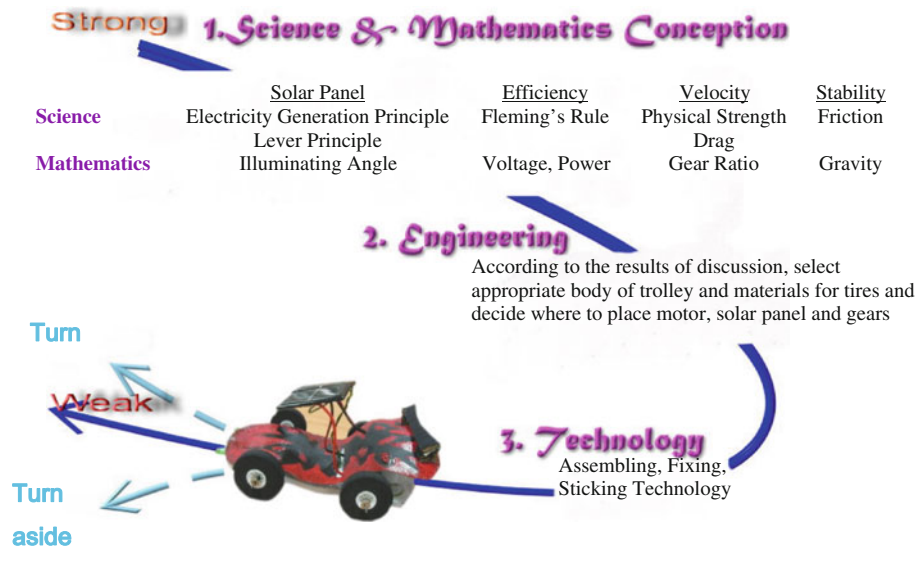 Strong
1.Science & Mathematics Conception
Solar Panel Efficiency Velocity Stability
Science Electricity Generation Principle Fleming's Rule Physical Strength Friction
Lever Principle Drag
Mathematics Illuminating Angle Voltage, Power Gear Ratio Gravity
2. Engineering
According to the results of discussion, select
appropriate body of trolley and materials for tires and
decide where to place motor, solar panel and gears
Turn
Weak
3. Technology
Assembling, Fixing,
Sticking Technology
Turn
aside